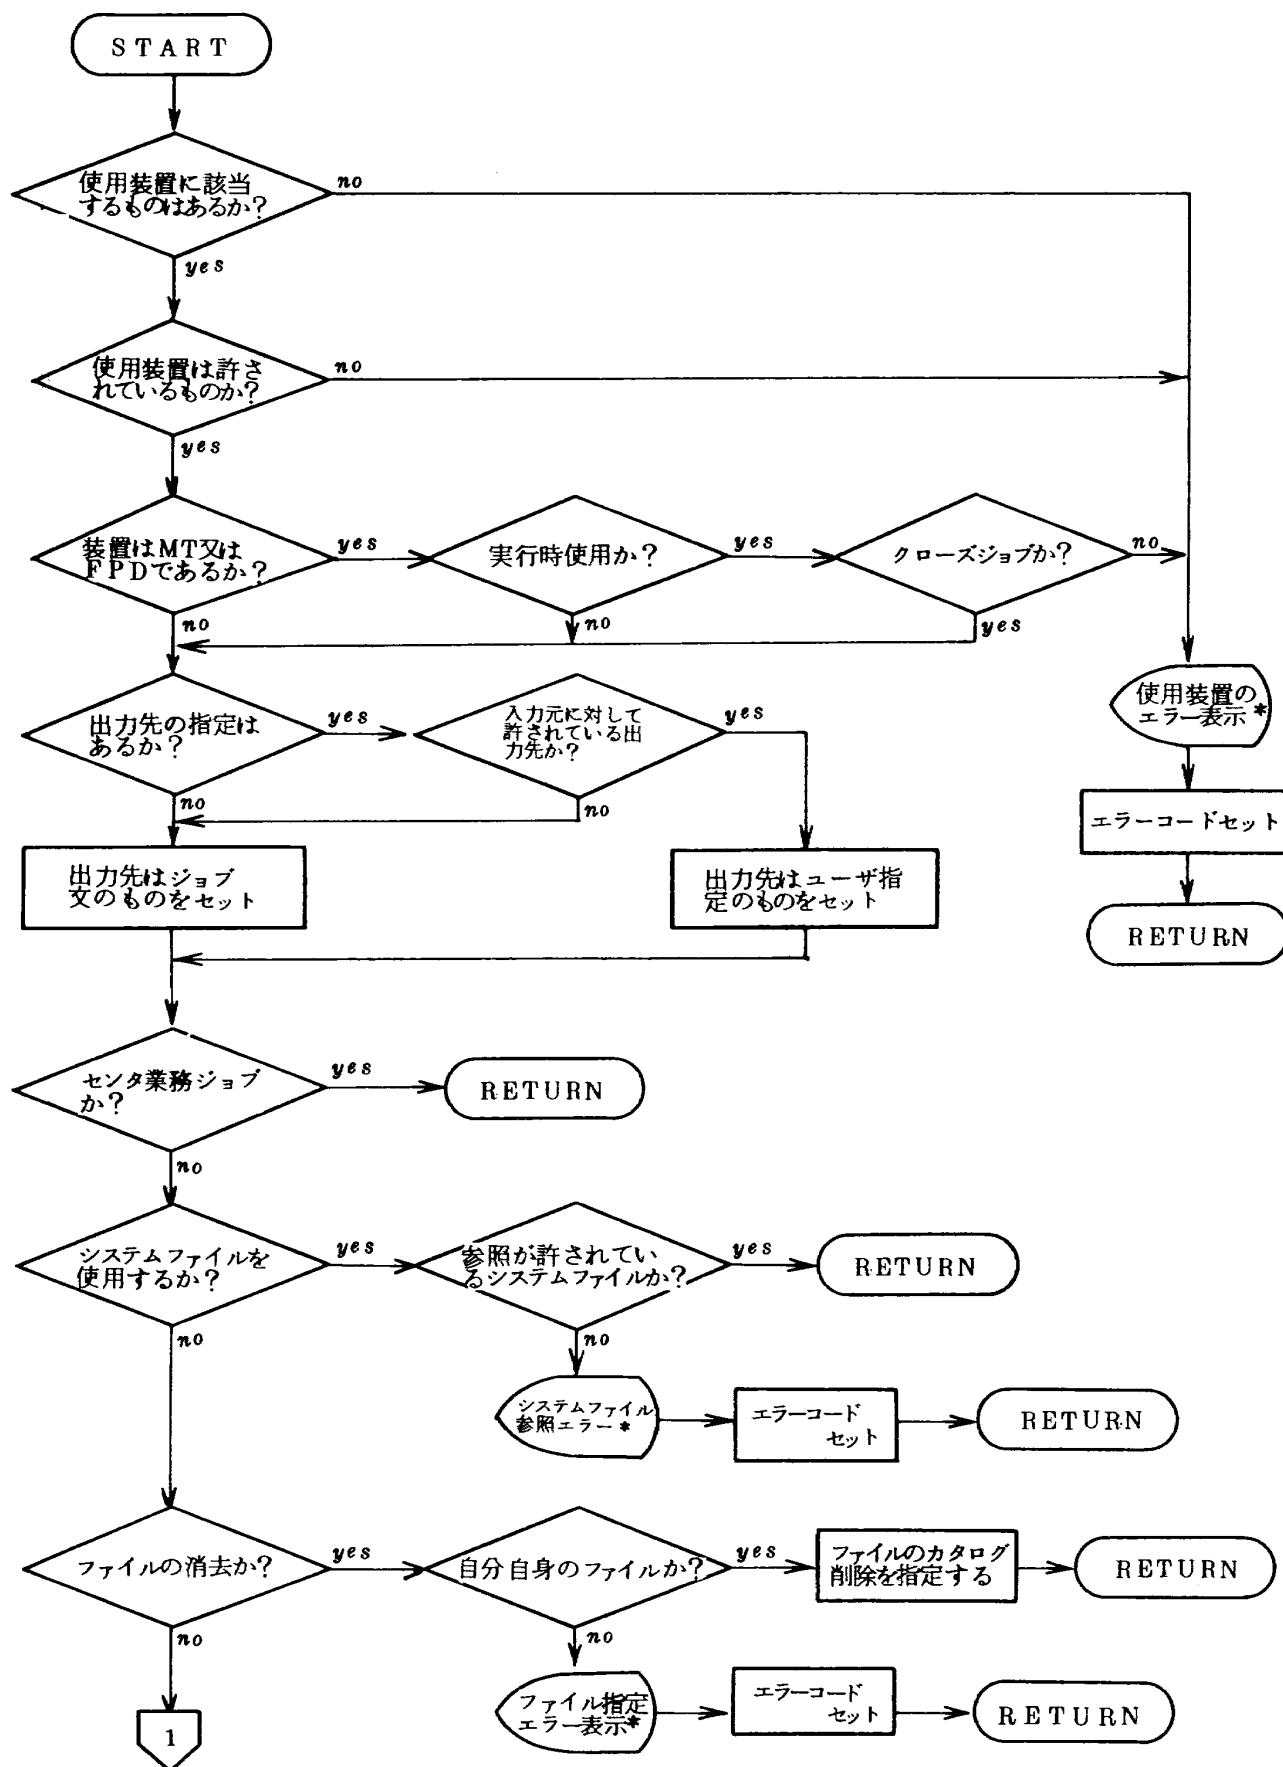 START
使用装置に該当
するものはあるか?
no
yes
使用装置は許さ
れているものか?
no
yes
装置はMT又は
FPDであるか?
yes
実行時使用か?
yes
クローズジョブか?
no
no
no
yes
出力先の指定は
あるか?
yes
入力元に対して
許されている出
力先か?
yes
使用装置の
エラー表示*
no
no
エラーコードセット
出力先はジョブ
文のものをセット
出力先はユーザ指
定のものをセット
RETURN
センタ業務ジョブ
か?
yes
RETURN
no
システムファイルを
使用するか?
yes
参照が許されてい
るシステムファイルか?
yes
RETURN
no
no
システムファイル
参照エラー*
エラーコード
セット
RETURN
ファイルの消去か?
yes
自分自身のファイルか?
yes
ファイルのカタログ
削除を指定する
RETURN
no
no
ファイル指定
エラー表示*
エラーコード
セット
RETURN
1